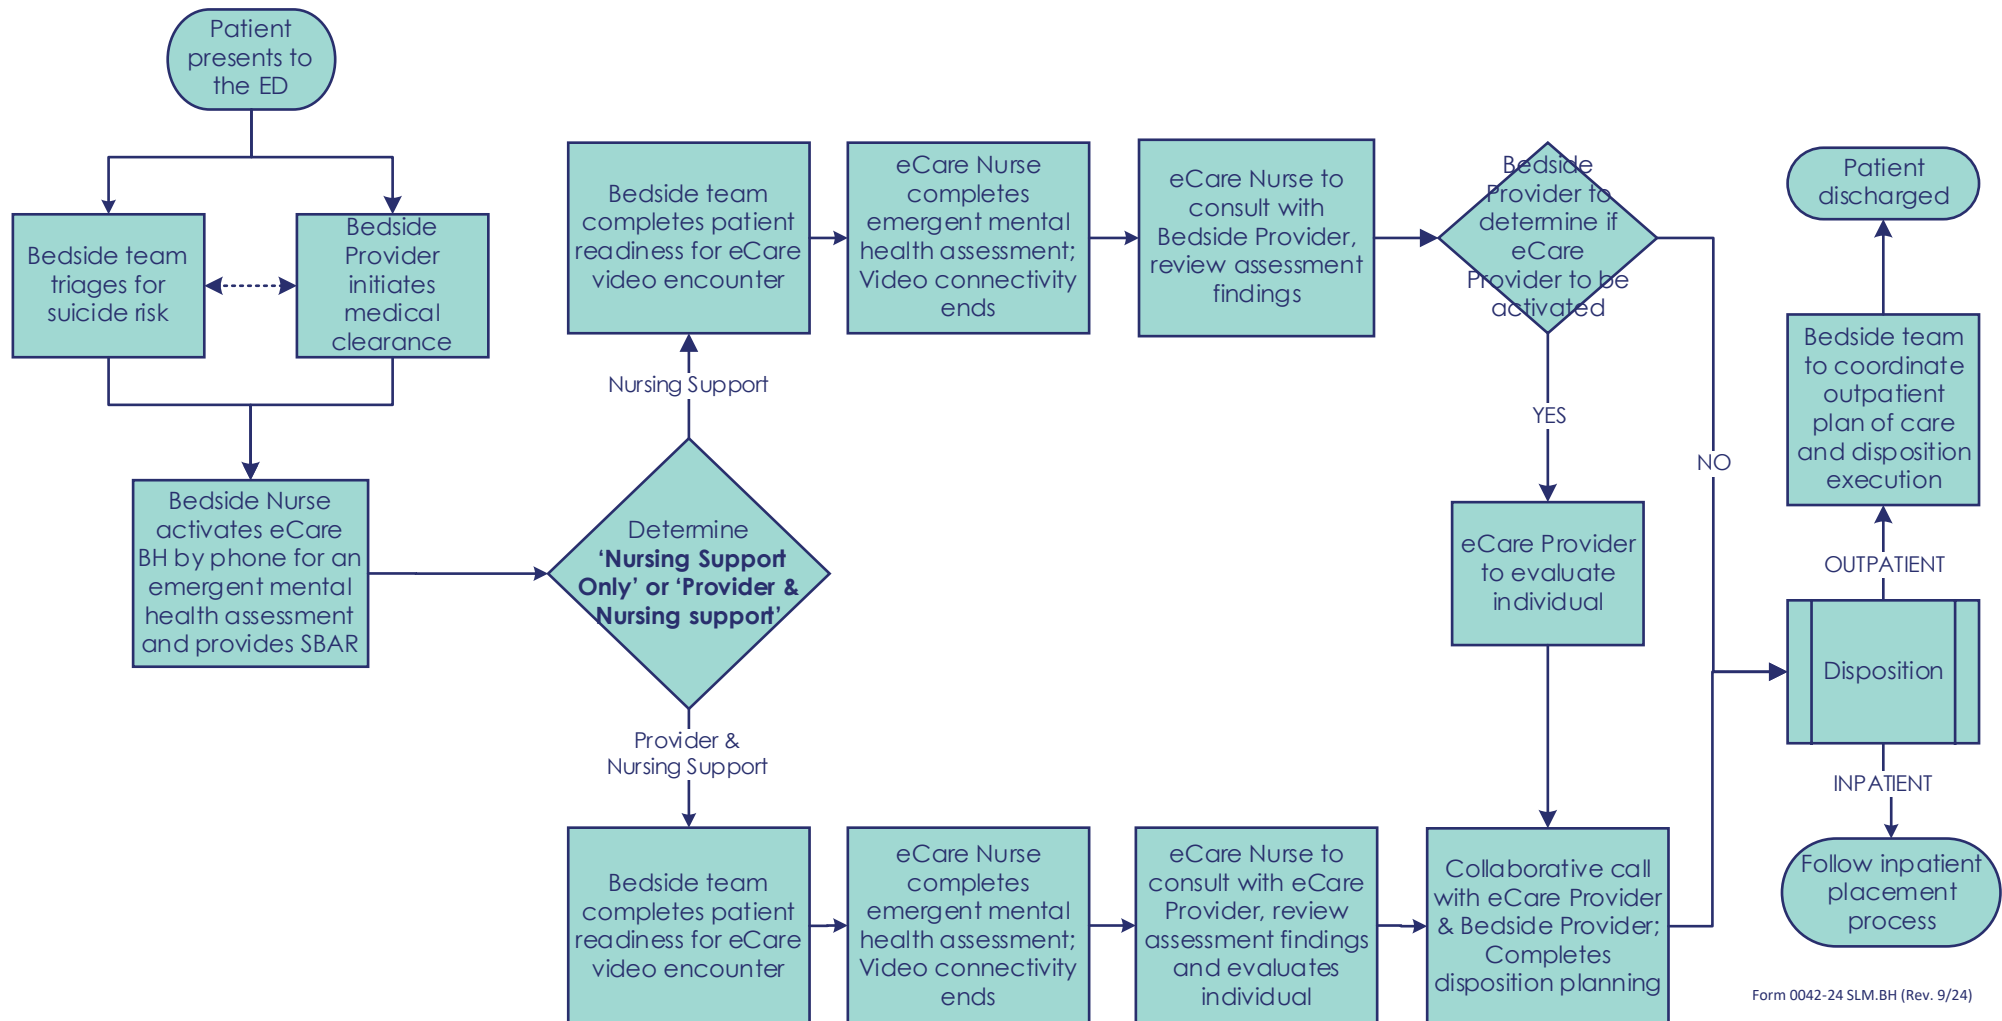 Patient
presents to
the ED
Bedside team
triages for
suicide risk
Bedside
Provider
initiates
medical
clearance
Bedside Nurse
activates eCare
BH by phone for an
emergent mental
health assessment
and provides SBAR
Determine
‘Nursing Support
Only’ or ‘Provider &
Nursing support’
Nursing Support
Bedside team
completes patient
readiness for eCare
video encounter
eCare Nurse
completes
emergent mental
health assessment;
Video connectivity
ends
eCare Nurse to
consult with
Bedside Provider,
review assessment
findings
Bedside
Provider to
determine if
eCare
Provider to be
activated
YES
NO
eCare Provider
to evaluate
individual
Provider &
Nursing Support
Bedside team
completes patient
readiness for eCare
video encounter
eCare Nurse
completes
emergent mental
health assessment;
Video connectivity
ends
eCare Nurse to
consult with eCare
Provider, review
assessment findings
and evaluates
individual
Collaborative call
with eCare Provider
& Bedside Provider;
Completes
disposition planning
Disposition
OUTPATIENT
Bedside team
to coordinate
outpatient
plan of care
and disposition
execution
Patient
discharged
INPATIENT
Follow inpatient
placement
process
Form 0042-24 SLM.BH (Rev. 9/24)